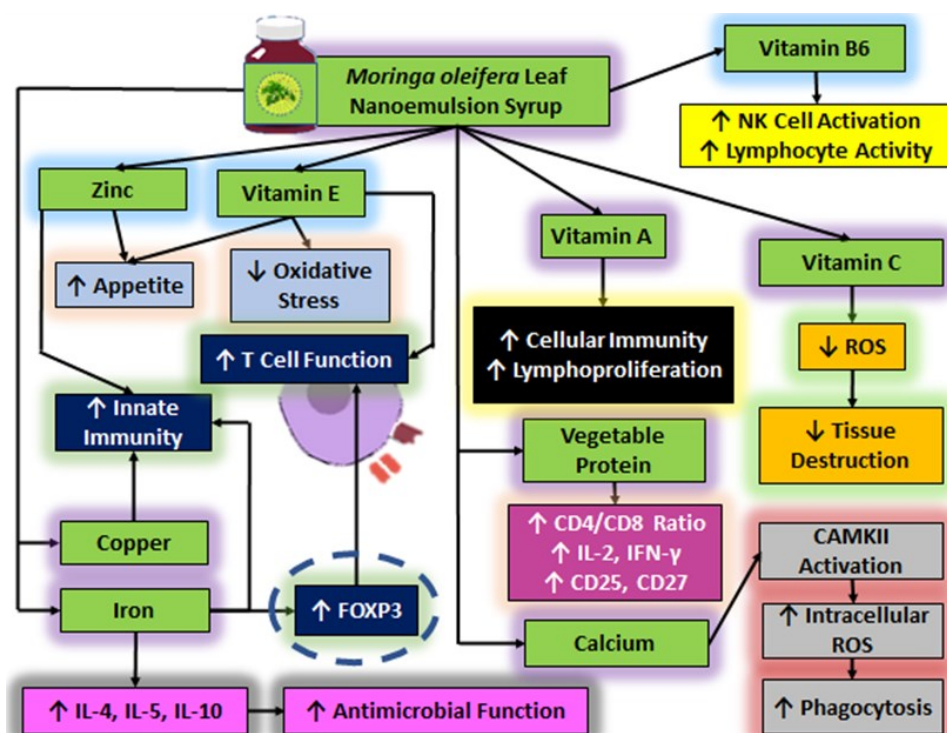 Moringa oleifera Leaf
Nanoemulsion Syrup
Vitamin B6
↑ NK Cell Activation
↑ Lymphocyte Activity
Zinc
Vitamin E
Vitamin A
Vitamin C
↑ Appetite
↓ Oxidative
Stress
↑ T Cell Function
↑ Cellular Immunity
↑ Lymphoproliferation
↓ ROS
↓ Tissue
Destruction
↑ Innate
Immunity
Vegetable
Protein
↑ CD4/CD8 Ratio
↑ IL-2, IFN-γ
↑ CD25, CD27
Copper
Iron
↑ FOXP3
Calcium
CAMKII
Activation
↑ Intracellular
ROS
↑ Phagocytosis
↑ IL-4, IL-5, IL-10
↑ Antimicrobial Function